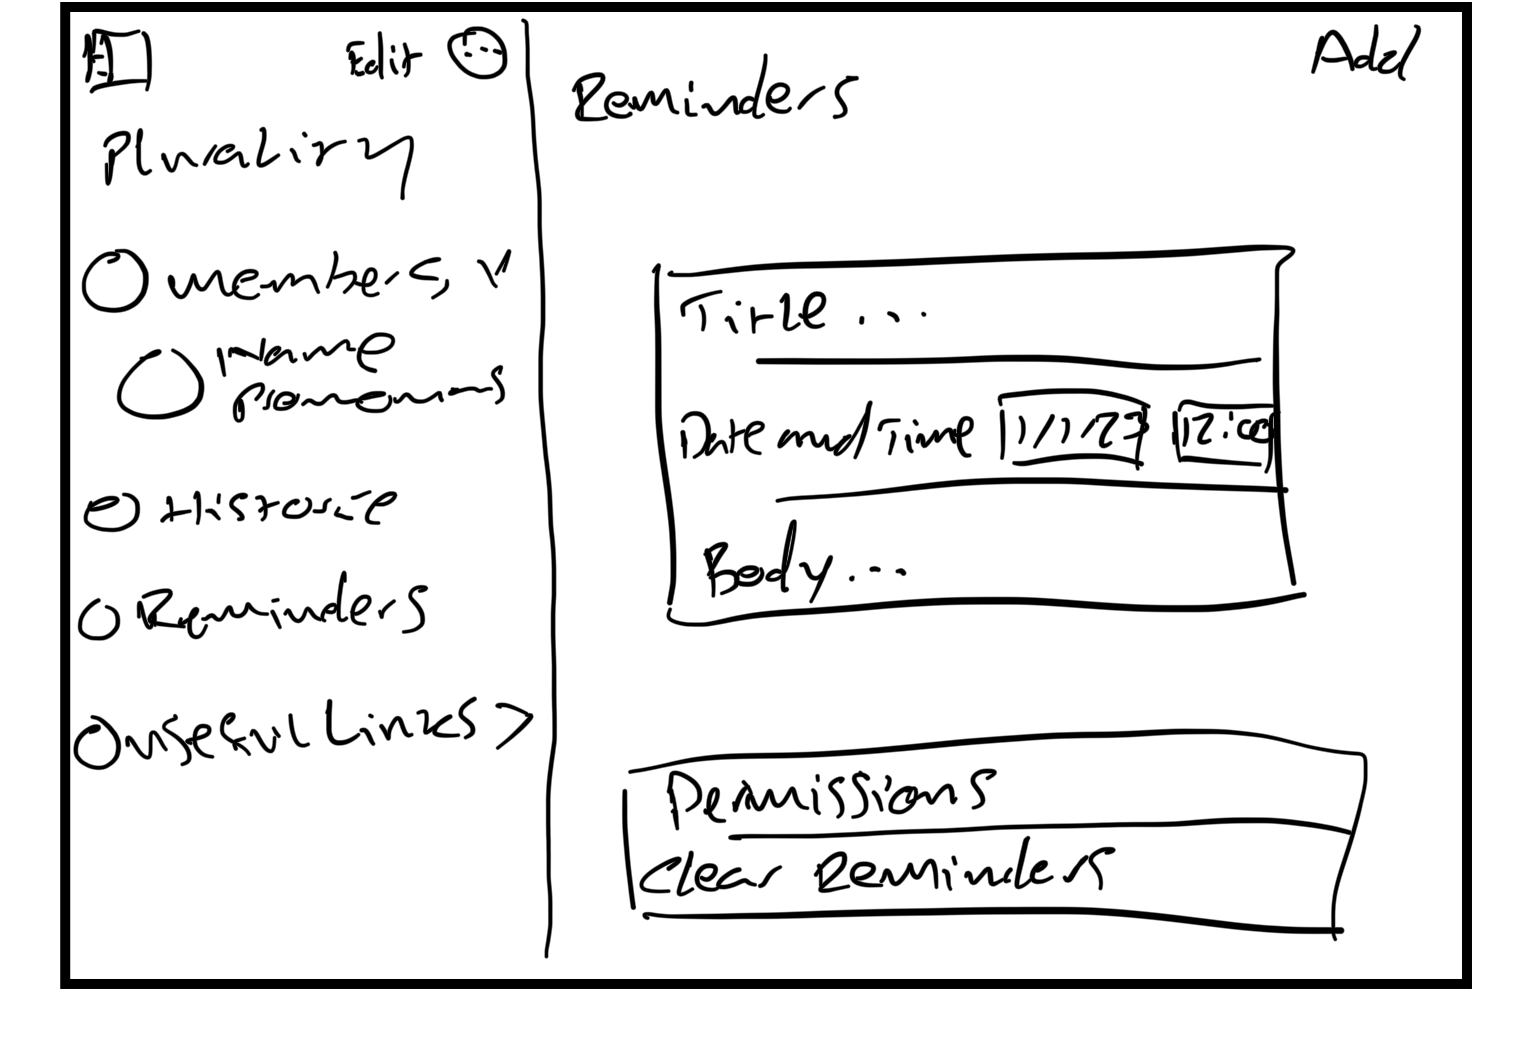 Edit
Plurality
members
Name
Pronouns
Historie
Reminders
Useful Links >
Reminders
Add
Title ...
Date and Time 1/1/23 12:00
Body ...
Permissions
Clear Reminders